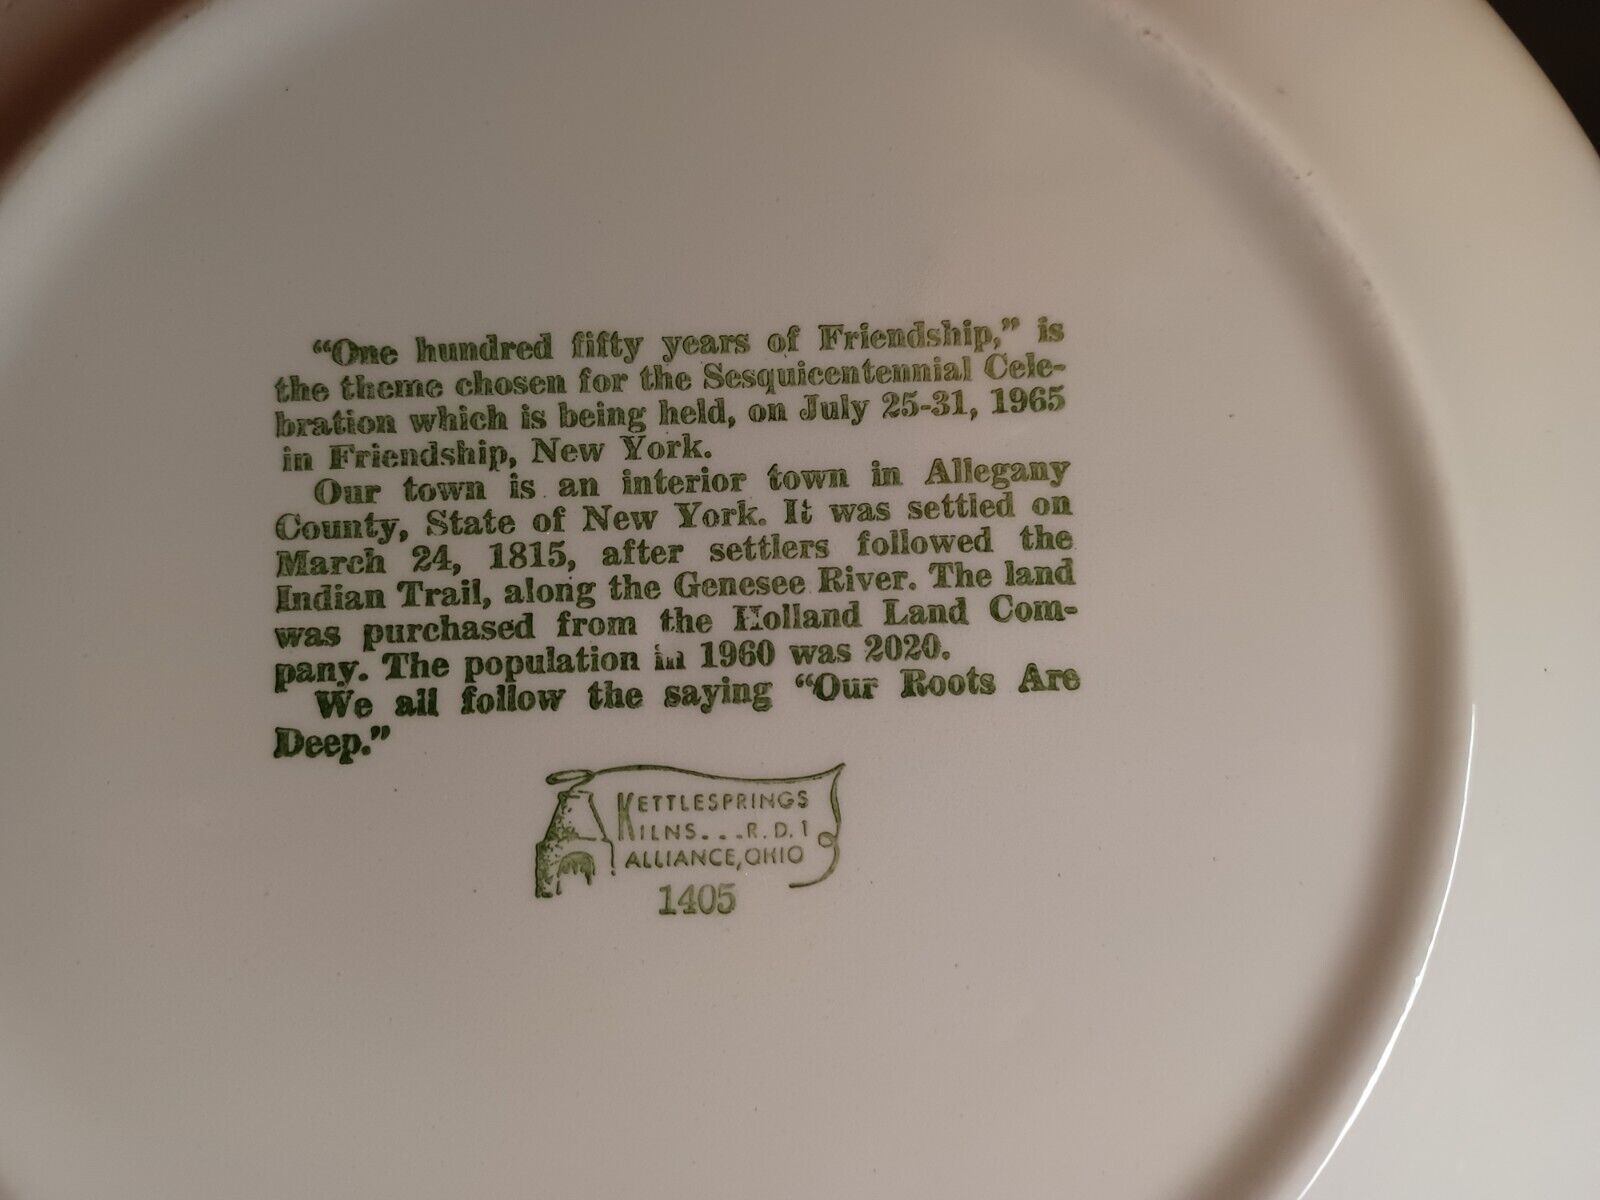 “One hundred fifty years of Friendship,” is
the theme chosen for the Sesquicentennial Cele-
bration which is being held, on July 25-31, 1965
in Friendship, New York.
Our town is an interior town in Allegany
County, State of New York. It was settled on
March 24, 1815, after settlers followed the
Indian Trail, along the Genesee River. The land
was purchased from the Holland Land Com-
pany. The population in 1960 was 2020.
We all follow the saying “Our Roots Are
Deep.”
KETTLESPRINGS
KILNS...R.D.1
ALLIANCE,OHIO
1405